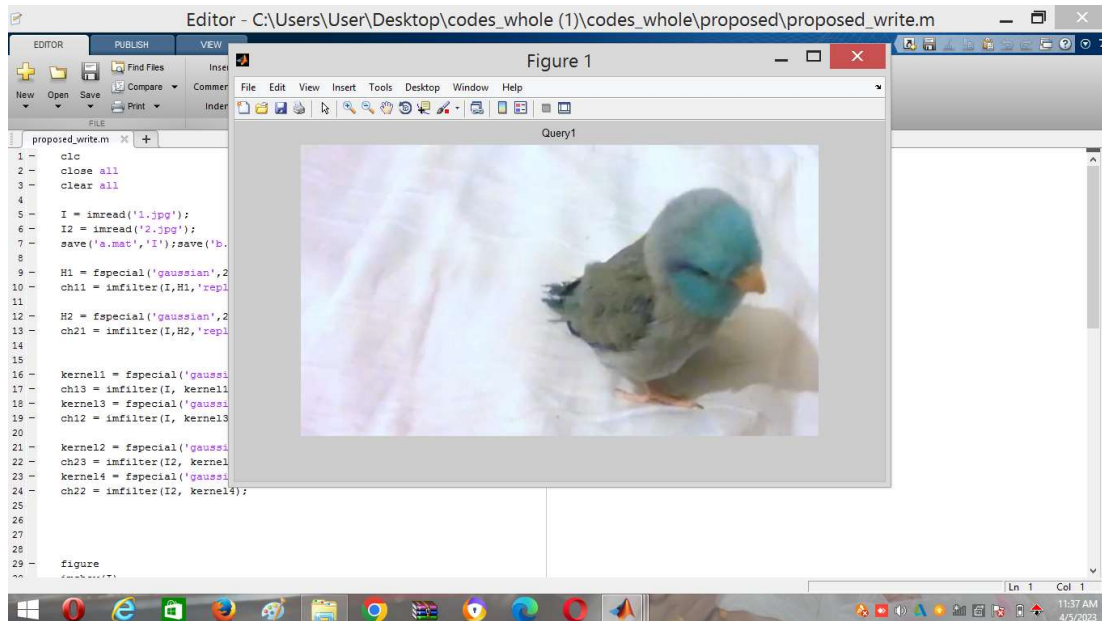 Editor - C:\Users\User\Desktop\codes_whole (1)\codes_whole\proposed\proposed_write.m
EDITOR PUBLISH VIEW
Figure 1
File Edit View Insert Tools Desktop Window Help
New Open Save
Find Files
Compare
Print
FILE
proposed_write.m
Query1
1 - clc
2 - close all
3 - clear all
4
5 - I = imread('1.jpg');
6 - I2 = imread('2.jpg');
7 - save('a.mat','I');save('b.
8
9 - H1 = fspecial('gaussian',2
10 - ch11 = imfilter(I,H1,'repl
11
12 - H2 = fspecial('gaussian',2
13 - ch21 = imfilter(I,H2,'repl
14
15
16 - kernel1 = fspecial('gaussi
17 - ch13 = imfilter(I, kernel1
18 - kernel3 = fspecial('gaussi
19 - ch12 = imfilter(I, kernel3
20
21 - kernel2 = fspecial('gaussi
22 - ch23 = imfilter(I2, kernel
23 - kernel4 = fspecial('gaussi
24 - ch22 = imfilter(I2, kernel4);
25
26
27
28
29 - figure
Ln 1 Col 1
11:37 AM
4/5/2023